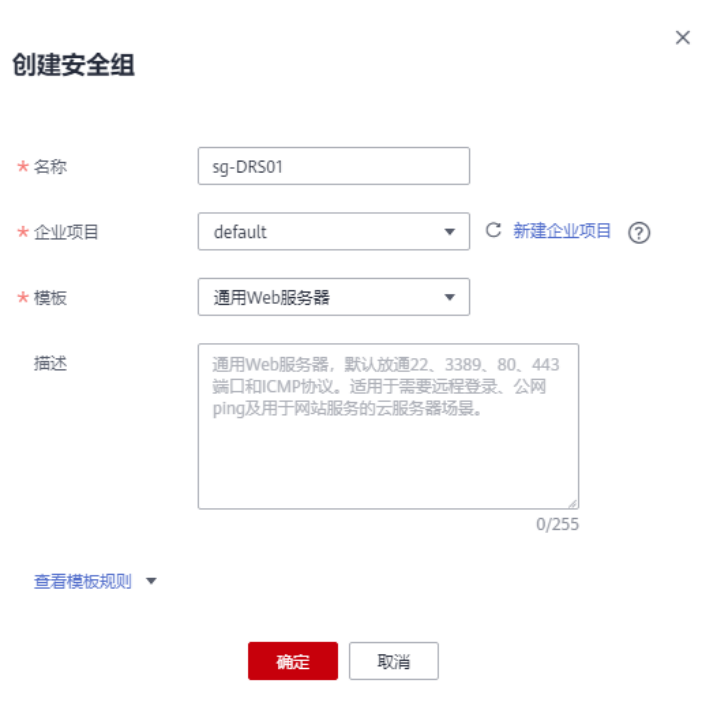 创建安全组
* 名称
sg-DRS01
* 企业项目
default
新建企业项目
?
* 模板
通用Web服务器
描述
通用Web服务器，默认放通22、3389、80、443
端口和ICMP协议。适用于需要远程登录、公网
ping及用于网站服务的云服务器场景。
0/255
查看模板规则
确定
取消